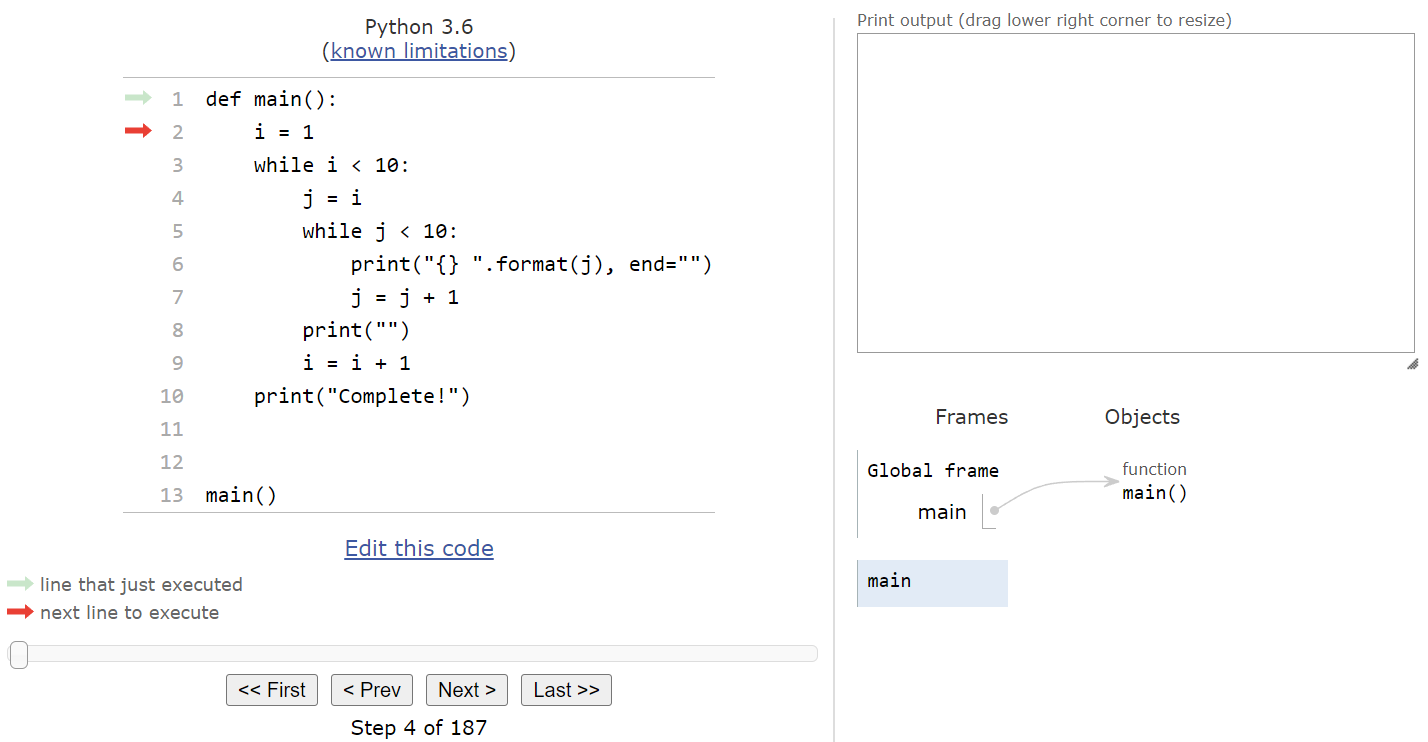 Python 3.6
(known limitations)
1 def main():
2     i = 1
3     while i < 10:
4         j = i
5         while j < 10:
6             print("{} ".format(j), end="")
7             j = j + 1
8         print("")
9         i = i + 1
10     print("Complete!")
11
12
13 main()
Edit this code
line that just executed
next line to execute
<< First < Prev Next > Last >>
Step 4 of 187
Print output (drag lower right corner to resize)
Frames Objects
Global frame
main
function
main()
main